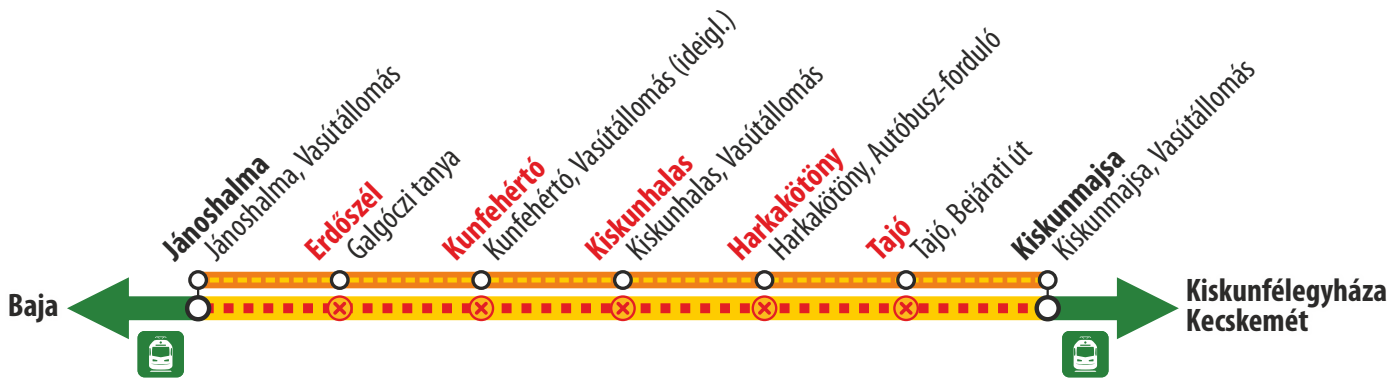 Baja
Jánoshalma
Jánoshalma, Vasútállomás
Erdőszél
Galgóczi tanya
Kunfehértó
Kunfehértó, Vasútállomás (ideigl.)
Kiskunhalas
Kiskunhalas, Vasútállomás
Harkakötöny
Harkakötöny, Autóbusz-forduló
Tajó
Tajó, Bejárati út
Kiskunmajsa
Kiskunmajsa, Vasútállomás
Kiskunfélegyháza
Kecskemét